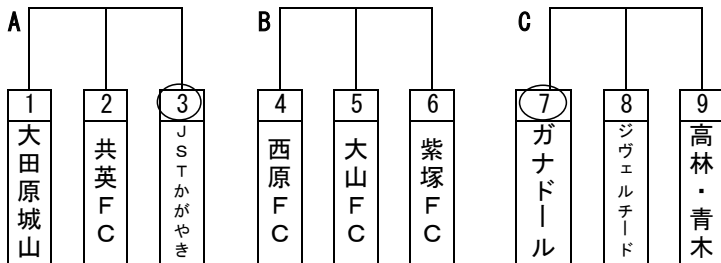 A
B
C
1
2
3
4
5
6
7
8
9
大田原城山
共英FC
JSTかがやき
西原FC
大山FC
紫塚FC
ガナドール
ジヴェルチード
高林・青木